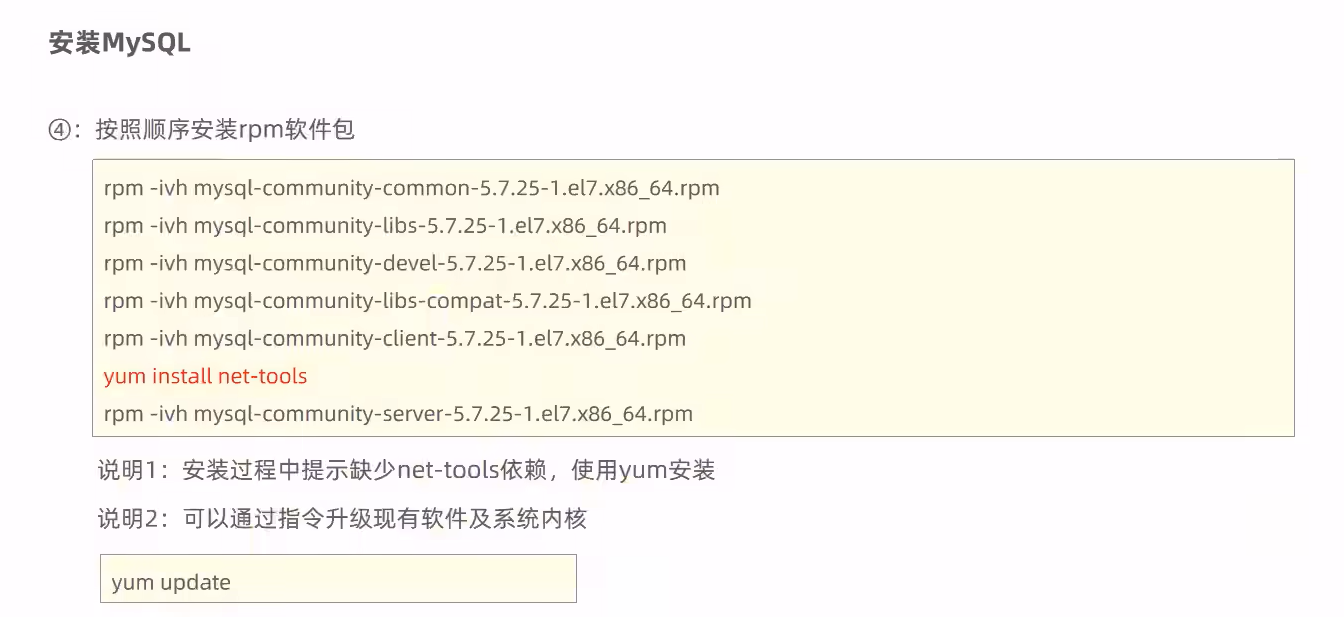 安装MySQL
④：按照顺序安装rpm软件包
rpm -ivh mysql-community-common-5.7.25-1.el7.x86_64.rpm
rpm -ivh mysql-community-libs-5.7.25-1.el7.x86_64.rpm
rpm -ivh mysql-community-devel-5.7.25-1.el7.x86_64.rpm
rpm -ivh mysql-community-libs-compat-5.7.25-1.el7.x86_64.rpm
rpm -ivh mysql-community-client-5.7.25-1.el7.x86_64.rpm
yum install net-tools
rpm -ivh mysql-community-server-5.7.25-1.el7.x86_64.rpm
说明1：安装过程中提示缺少net-tools依赖，使用yum安装
说明2：可以通过指令升级现有软件及系统内核
yum update